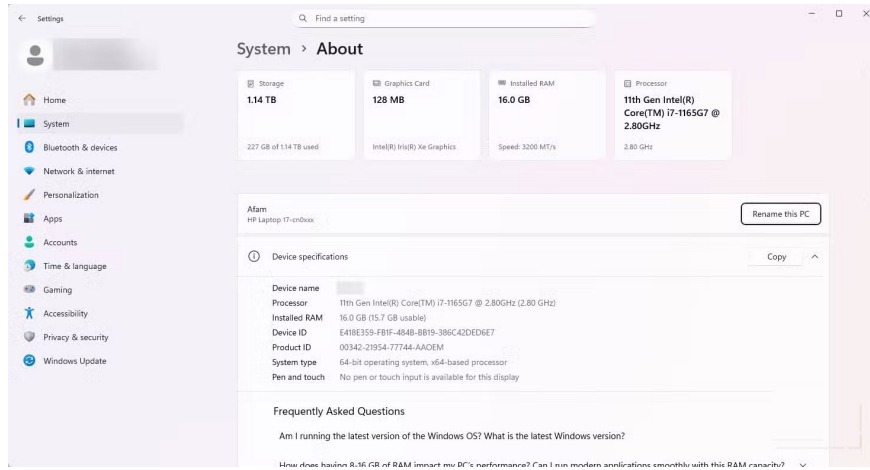 Settings
Find a setting
Home
System
Bluetooth & devices
Network & internet
Personalization
Apps
Accounts
Time & language
Gaming
Accessibility
Privacy & security
Windows Update
System > About
Storage
1.14 TB
227 GB of 1.14 TB used
Graphics Card
128 MB
Intel(R) Iris(R) Xe Graphics
Installed RAM
16.0 GB
Speed: 3200 MT/s
Processor
11th Gen Intel(R)
Core(TM) i7-1165G7 @
2.80GHz
2.80 GHz
Afam
HP Laptop 17-cn0xxx
Rename this PC
Device specifications
Copy
Device name
Processor 11th Gen Intel(R) Core(TM) i7-1165G7 @ 2.80GHz (2.80 GHz)
Installed RAM 16.0 GB (15.7 GB usable)
Device ID E418E359-FB1F-484B-BB19-386C42DED6E7
Product ID 00342-21954-77744-AAOEM
System type 64-bit operating system, x64-based processor
Pen and touch No pen or touch input is available for this display
Frequently Asked Questions
Am I running the latest version of the Windows OS? What is the latest Windows version?
How does having 8-16 GB of RAM impact my PC's performance? Can I run modern applications smoothly with this RAM capacity?